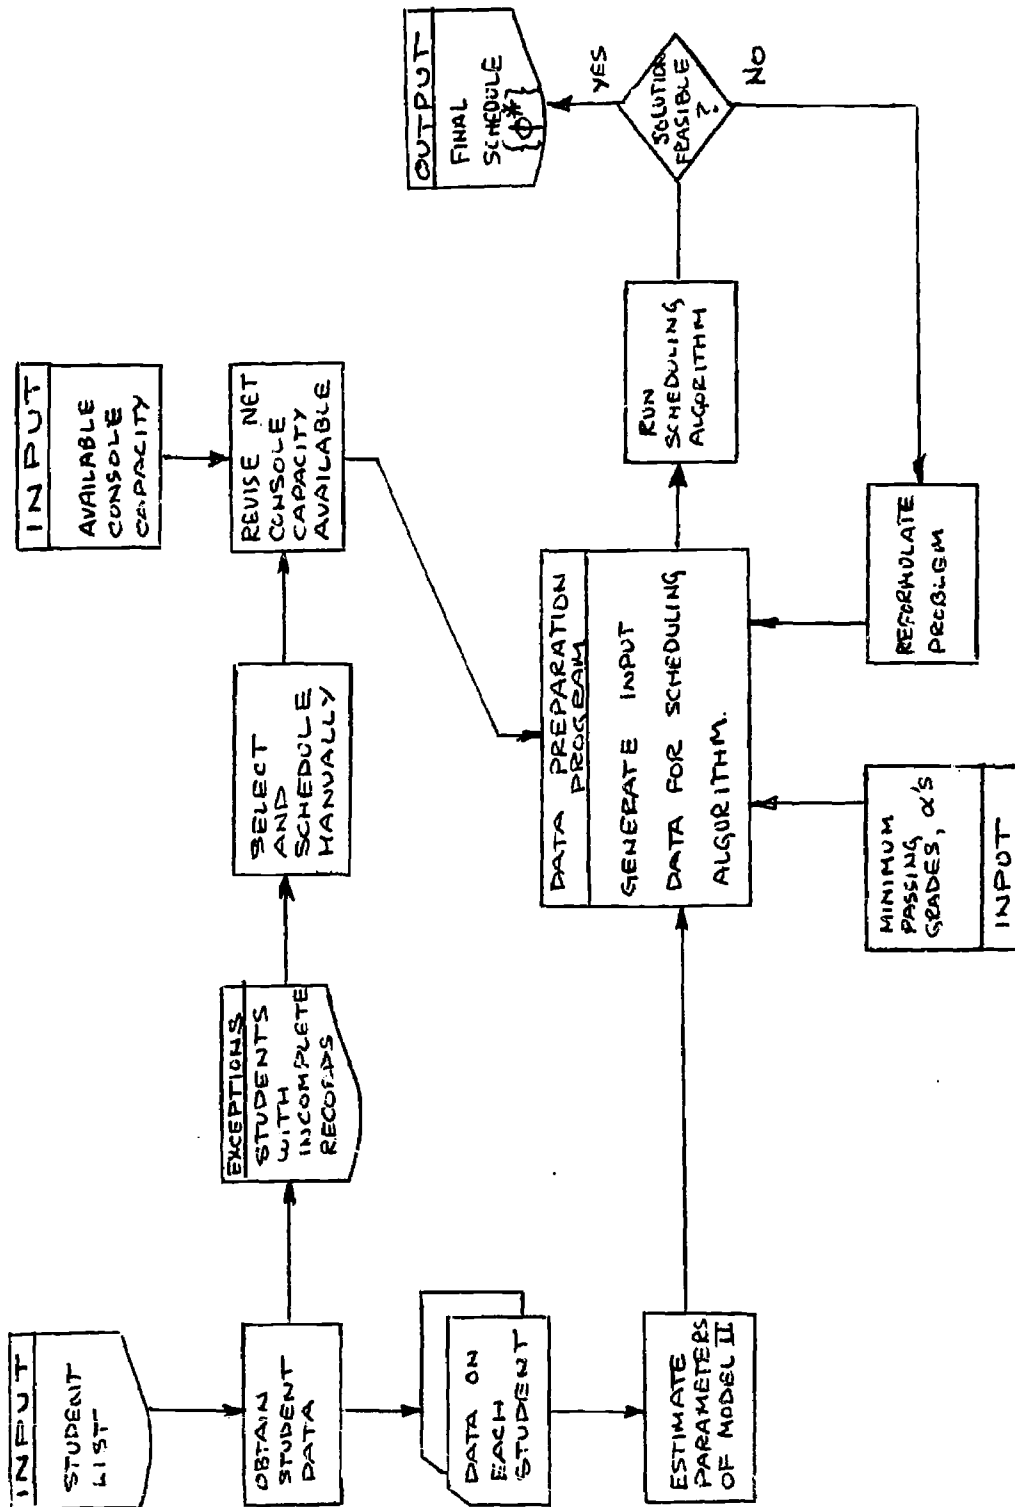 INPUT
STUDENT
LIST
OBTAIN
STUDENT
DATA
DATA ON
EACH
STUDENT
ESTIMATE
PARAMETERS
OF MODEL II
EXCEPTIONS
STUDENTS
WITH
INCOMPLETE
RECORDS
SELECT
AND
SCHEDULE
MANUALLY
INPUT
AVAILABLE
CONSOLE
CAPACITY
REVISE NET
CONSOLE
CAPACITY
AVAILABLE
DATA PREPARATION
PROGRAM
GENERATE INPUT
DATA FOR SCHEDULING
ALGORITHM.
MINIMUM
PASSING
GRADES, α'S
INPUT
RUN
SCHEDULING
ALGORITHM
SOLUTION
FEASIBLE
?
YES
NO
OUTPUT
FINAL
SCHEDULE
{Φ*}
REFORMULATE
PROBLEM